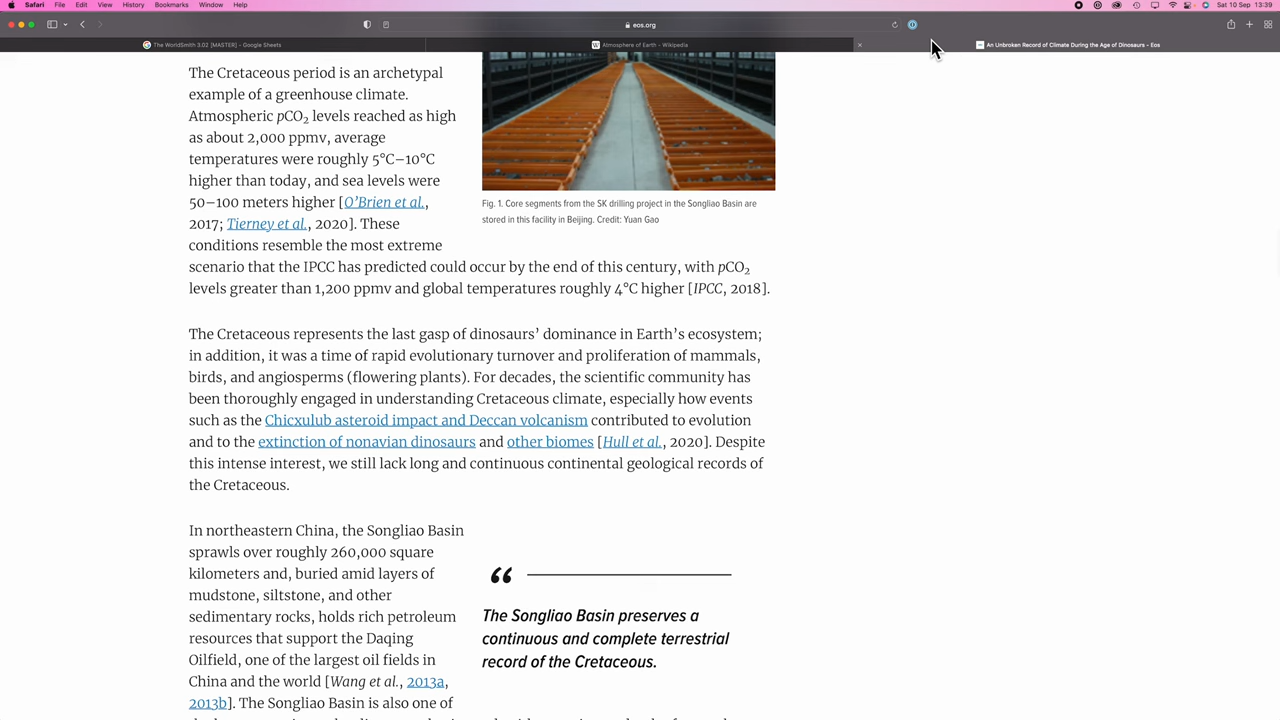 Safari File Edit View History Bookmarks Window Help Sat 10 Sep 13:39
eos.org
The WorldSmith 3.02 [MASTER] - Google Sheets
W Atmosphere of Earth - Wikipedia
An Unbroken Record of Climate During the Age of Dinosaurs - Eos
The Cretaceous period is an archetypal
example of a greenhouse climate.
Atmospheric pCO₂ levels reached as high
as about 2,000 ppmv, average
temperatures were roughly 5°C–10°C
higher than today, and sea levels were
50–100 meters higher [O’Brien et al.,
2017; Tierney et al., 2020]. These
conditions resemble the most extreme
scenario that the IPCC has predicted could occur by the end of this century, with pCO₂
levels greater than 1,200 ppmv and global temperatures roughly 4°C higher [IPCC, 2018].
Fig. 1. Core segments from the SK drilling project in the Songliao Basin are
stored in this facility in Beijing. Credit: Yuan Gao
The Cretaceous represents the last gasp of dinosaurs’ dominance in Earth’s ecosystem;
in addition, it was a time of rapid evolutionary turnover and proliferation of mammals,
birds, and angiosperms (flowering plants). For decades, the scientific community has
been thoroughly engaged in understanding Cretaceous climate, especially how events
such as the Chicxulub asteroid impact and Deccan volcanism contributed to evolution
and to the extinction of nonavian dinosaurs and other biomes [Hull et al., 2020]. Despite
this intense interest, we still lack long and continuous continental geological records of
the Cretaceous.
In northeastern China, the Songliao Basin
sprawls over roughly 260,000 square
kilometers and, buried amid layers of
mudstone, siltstone, and other
sedimentary rocks, holds rich petroleum
resources that support the Daqing
Oilfield, one of the largest oil fields in
China and the world [Wang et al., 2013a,
2013b]. The Songliao Basin is also one of
“
The Songliao Basin preserves a
continuous and complete terrestrial
record of the Cretaceous.